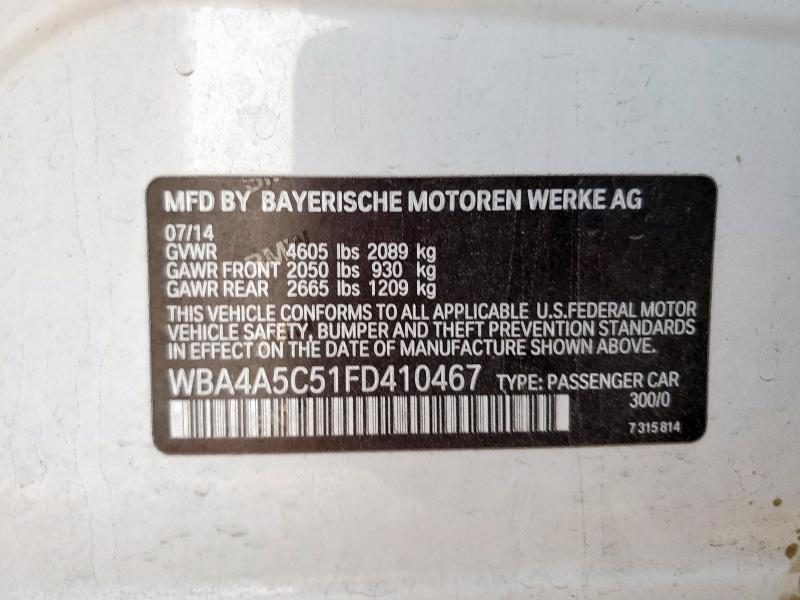 MFD BY BAYERISCHE MOTOREN WERKE AG
07/14
GVWR 4605 lbs 2089 kg
GAWR FRONT 2050 lbs 930 kg
GAWR REAR 2665 lbs 1209 kg
THIS VEHICLE CONFORMS TO ALL APPLICABLE U.S.FEDERAL MOTOR
VEHICLE SAFETY, BUMPER AND THEFT PREVENTION STANDARDS
IN EFFECT ON THE DATE OF MANUFACTURE SHOWN ABOVE.
WBA4A5C51FD410467 TYPE: PASSENGER CAR
300/0
7 315 814